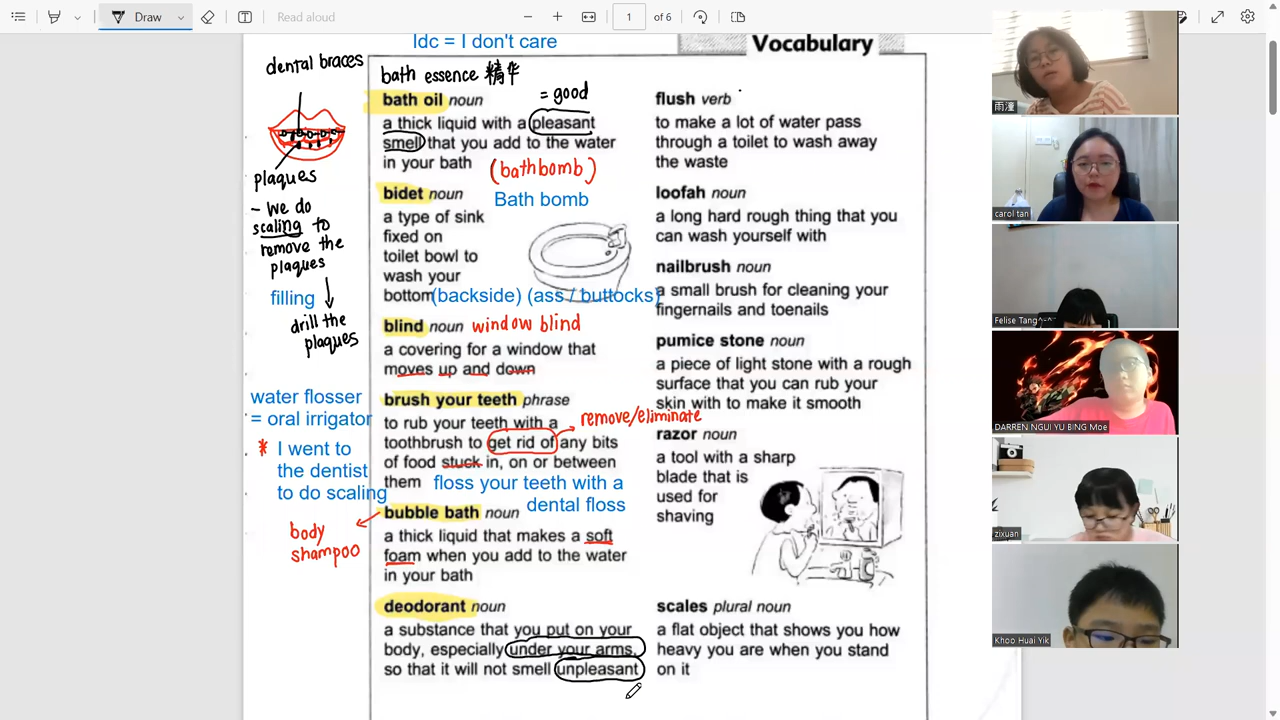 Draw
Read aloud
1 of 6
Idc = I don't care
Vocabulary
dental braces
plaques
- we do
scaling to
remove the
plaques
filling
drill the
plaques
water flosser
= oral irrigator
* I went to
the dentist
to do scaling
body
shampoo
bath essence 精华
bath oil noun
= good
a thick liquid with a pleasant
smell that you add to the water
in your bath
(bathbomb)
Bath bomb
bidet noun
a type of sink
fixed on
toilet bowl to
wash your
bottom (backside) (ass / buttocks)
blind noun window blind
a covering for a window that
moves up and down
brush your teeth phrase
to rub your teeth with a
toothbrush to get rid of any bits
remove/eliminate
of food stuck in, on or between
them floss your teeth with a
dental floss
bubble bath noun
a thick liquid that makes a soft
foam when you add to the water
in your bath
deodorant noun
a substance that you put on your
body, especially under your arms,
so that it will not smell unpleasant
flush verb
to make a lot of water pass
through a toilet to wash away
the waste
loofah noun
a long hard rough thing that you
can wash yourself with
nailbrush noun
a small brush for cleaning your
fingernails and toenails
pumice stone noun
a piece of light stone with a rough
surface that you can rub your
skin with to make it smooth
razor noun
a tool with a sharp
blade that is
used for
shaving
scales plural noun
a flat object that shows you how
heavy you are when you stand
on it
雨潼
carol tan
Felise Tang^-^
DARREN NGUI YU BING Moe
zixuan
Khoo Huai Yik